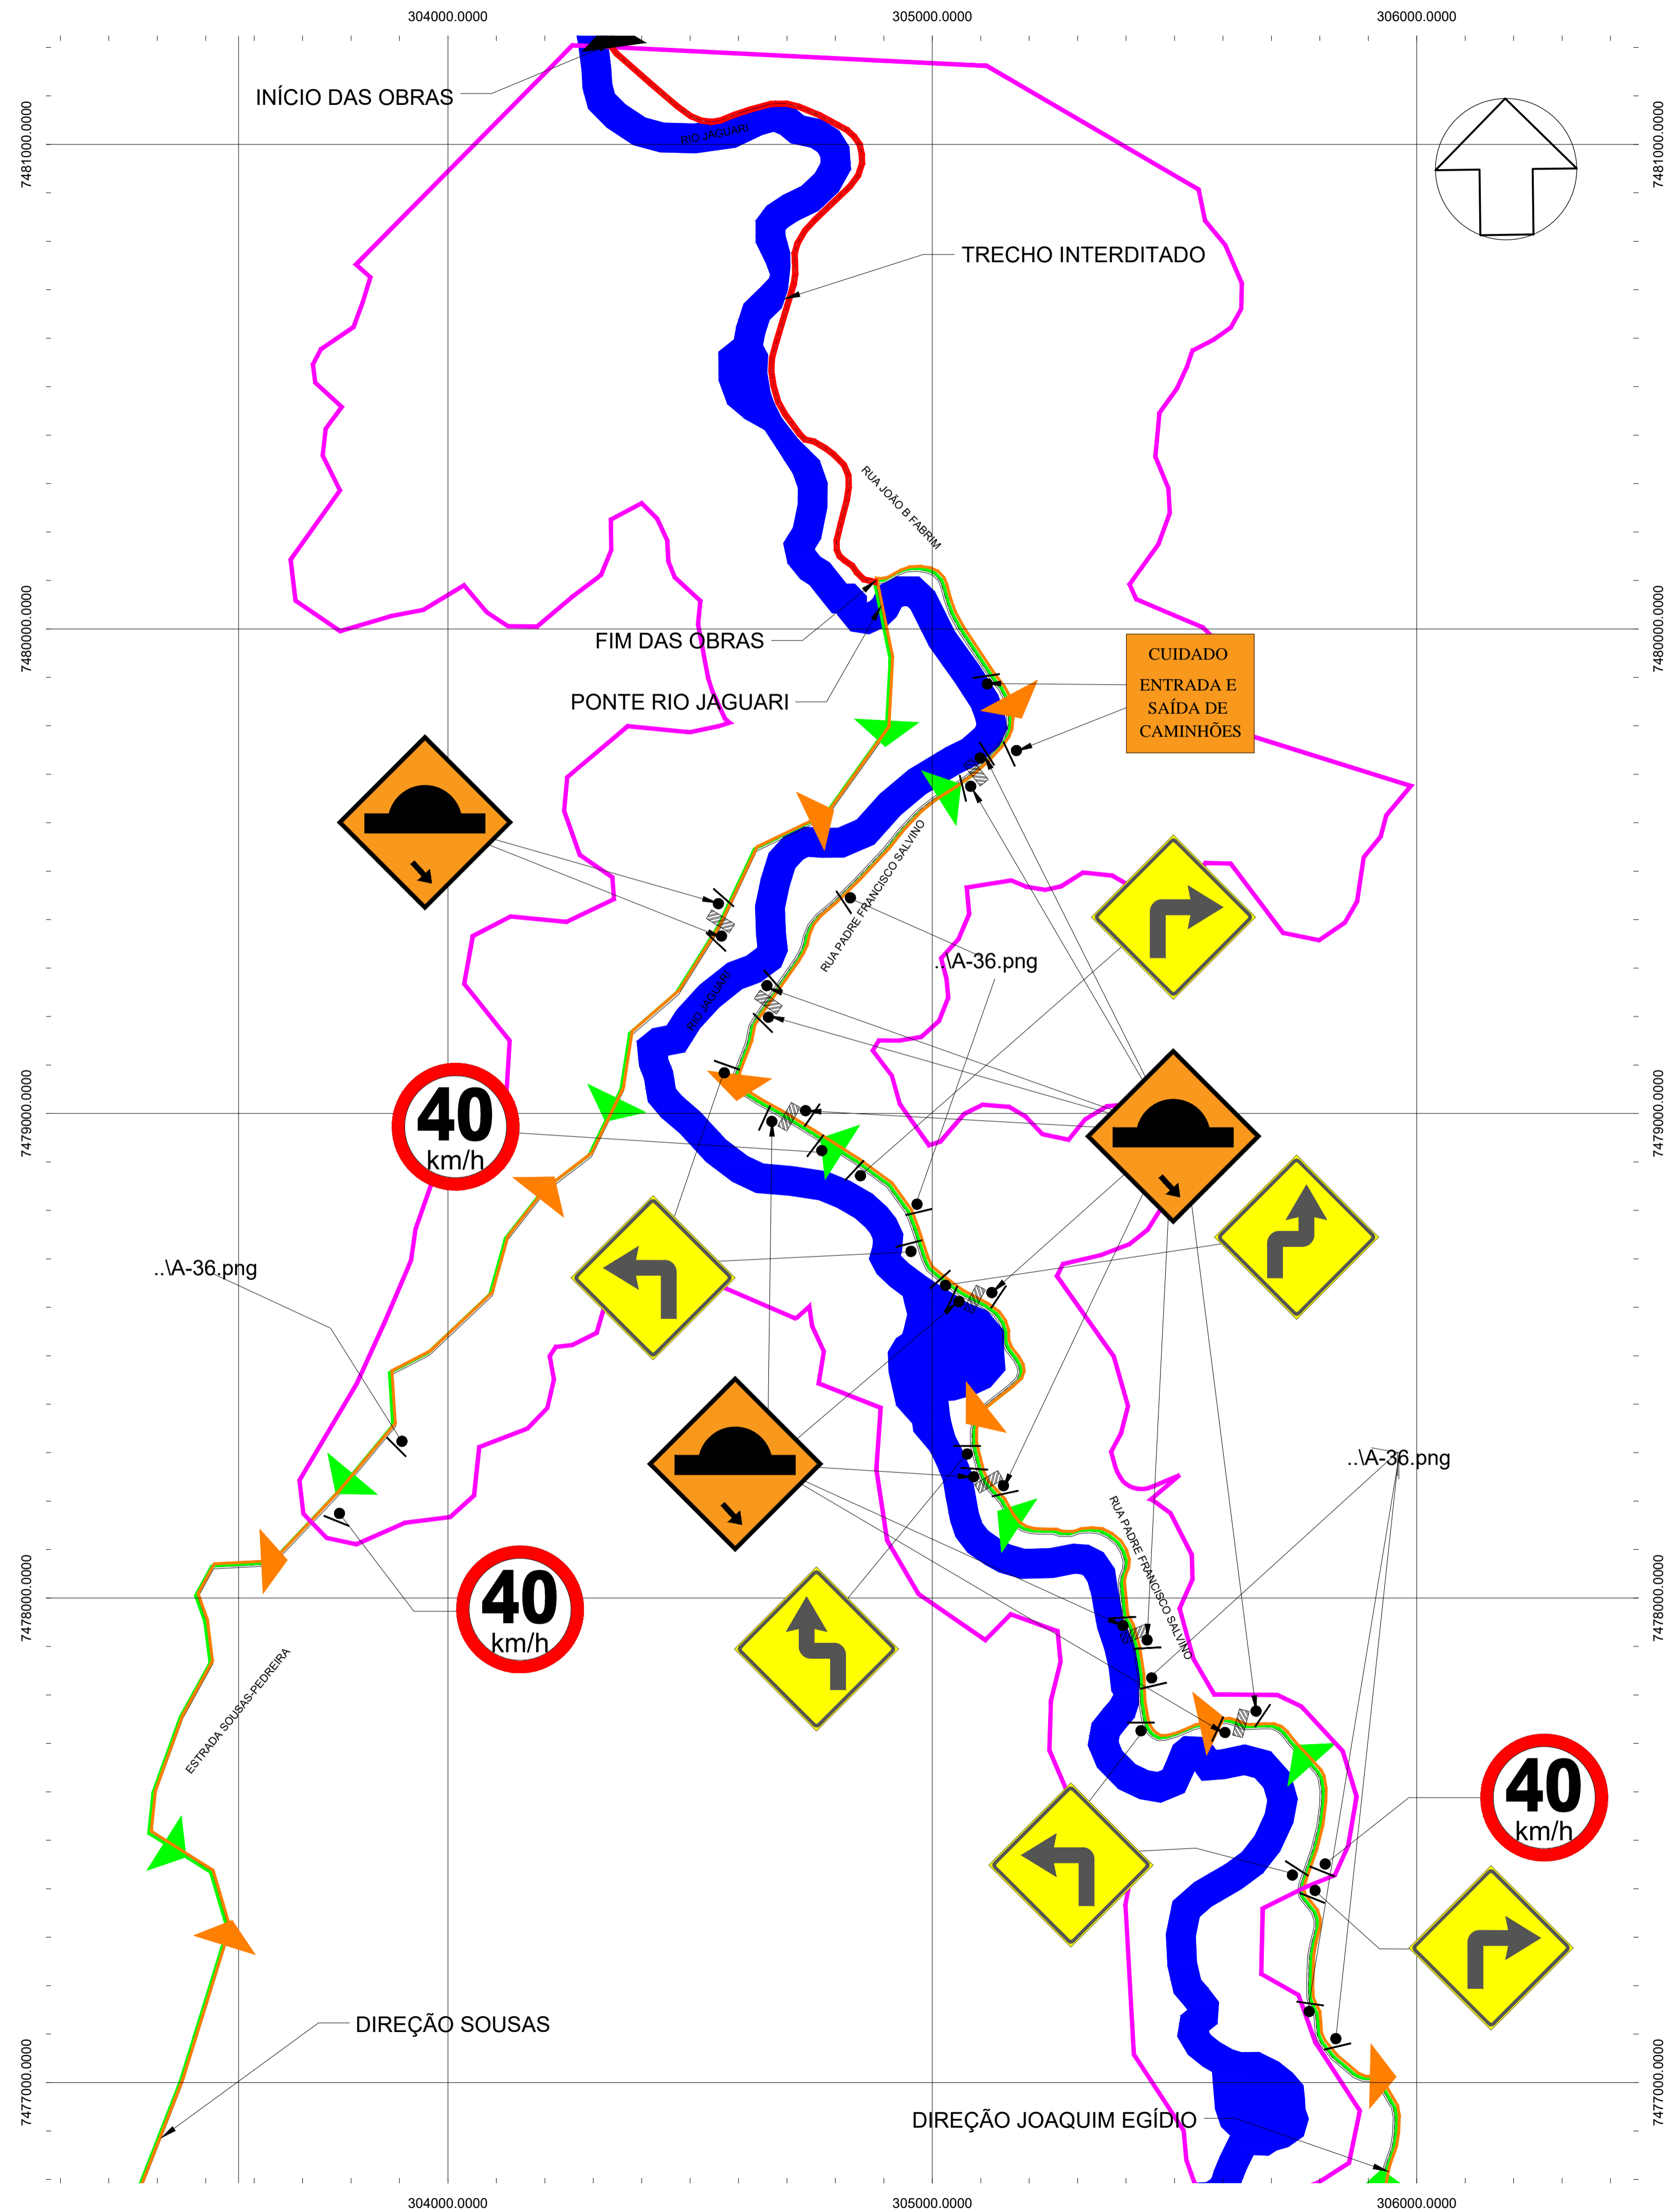 304000.0000
305000.0000
306000.0000
INÍCIO DAS OBRAS
RIO JAGUARI
7481000.0000
7481000.0000
TRECHO INTERDITADO
RUA JOÃO B FABRIM
7480000.0000
7480000.0000
FIM DAS OBRAS
CUIDADO
ENTRADA E
SAÍDA DE
CAMINHÕES
PONTE RIO JAGUARI
RUA PADRE FRANCISCO SALVINO
..\A-36.png
RIO JAGUARI
7479000.0000
7479000.0000
40
km/h
..\A-36.png
..\A-36.png
RUA PADRE FRANCISCO SALVINO
7478000.0000
7478000.0000
40
km/h
ESTRADA SOUSAS-PEDREIRA
40
km/h
DIREÇÃO SOUSAS
7477000.0000
7477000.0000
DIREÇÃO JOAQUIM EGÍDIO
304000.0000
305000.0000
306000.0000